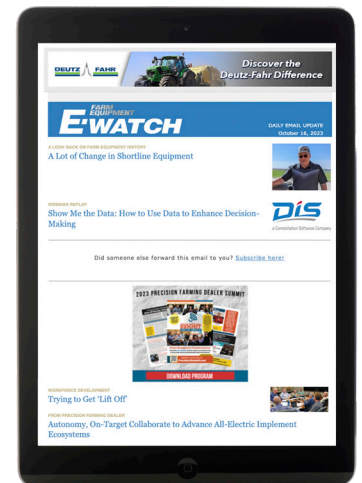 DEUTZ FAHR
Discover the
Deutz-Fahr Difference
FARM
EQUIPMENT
E-WATCH
DAILY EMAIL UPDATE
October 16, 2023
A LOOK BACK ON FARM EQUIPMENT HISTORY
A Lot of Change in Shortline Equipment
WEBINAR REPLAY
Show Me the Data: How to Use Data to Enhance Decision-
Making
DIS
a Constellation Software Company
Did someone else forward this email to you? Subscribe here!
2023 PRECISION FARMING DEALER SUMMIT
DOWNLOAD PROGRAM
WORKFORCE DEVELOPMENT
Trying to Get 'Lift Off'
FROM PRECISION FARMING DEALER
Autonomy, On-Target Collaborate to Advance All-Electric Implement
Ecosystems